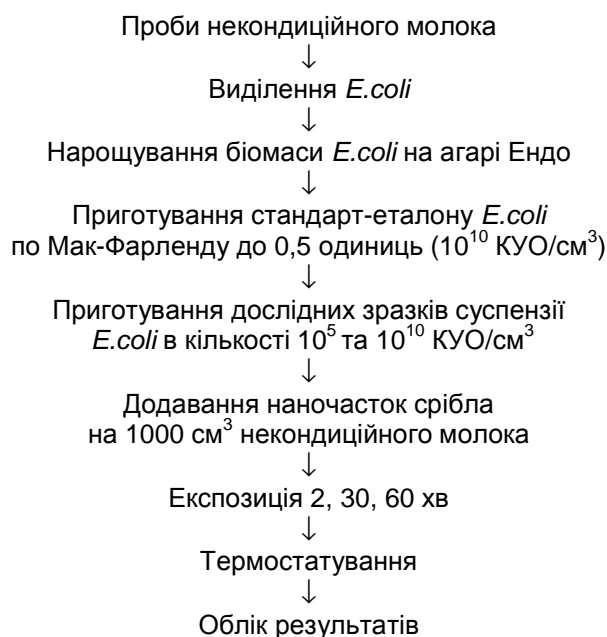 Проби некондиційного молока
↓
Виділення E.coli
↓
Нарощування біомаси E.coli на агарі Ендо
↓
Приготування стандарт-еталону E.coli
по Мак-Фарленду до 0,5 одиниць (10¹⁰ КУО/см³)
↓
Приготування дослідних зразків суспензії
E.coli в кількості 10⁵ та 10¹⁰ КУО/см³
↓
Додавання наночасток срібла
на 1000 см³ некондиційного молока
↓
Експозиція 2, 30, 60 хв
↓
Термостатування
↓
Облік результатів